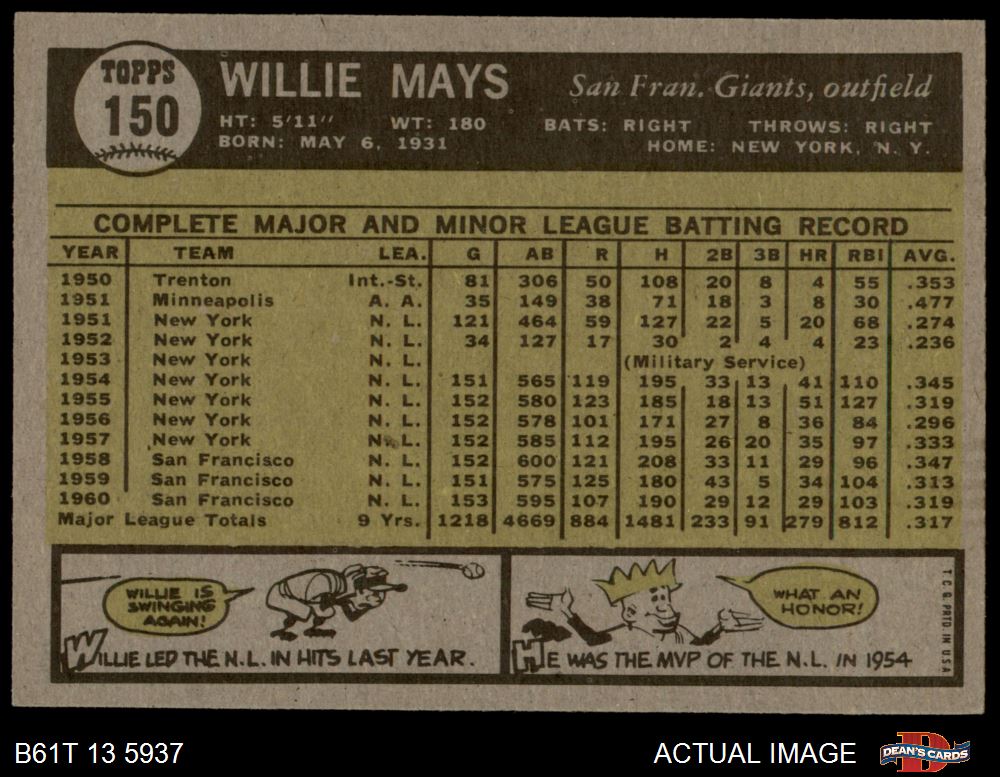 TOPPS
150
WILLIE MAYS San Fran. Giants, outfield
HT: 5'11" WT: 180 BATS: RIGHT THROWS: RIGHT
BORN: MAY 6, 1931 HOME: NEW YORK, N. Y.
COMPLETE MAJOR AND MINOR LEAGUE BATTING RECORD
YEAR TEAM LEA. G AB R H 2B 3B HR RBI AVG.
1950 Trenton Int.-St. 81 306 50 108 20 8 4 55 .353
1951 Minneapolis A. A. 35 149 38 71 18 3 8 30 .477
1951 New York N. L. 121 464 59 127 22 5 20 68 .274
1952 New York N. L. 34 127 17 30 2 4 4 23 .236
1953 New York N. L. (Military Service)
1954 New York N. L. 151 565 119 195 33 13 41 110 .345
1955 New York N. L. 152 580 123 185 18 13 51 127 .319
1956 New York N. L. 152 578 101 171 27 8 36 84 .296
1957 New York N. L. 152 585 112 195 26 20 35 97 .333
1958 San Francisco N. L. 152 600 121 208 33 11 29 96 .347
1959 San Francisco N. L. 151 575 125 180 43 5 34 104 .313
1960 San Francisco N. L. 153 595 107 190 29 12 29 103 .319
Major League Totals 9 Yrs. 1218 4669 884 1481 233 91 279 812 .317
WILLIE IS
SWINGING
AGAIN!
WILLIE LED THE N.L. IN HITS LAST YEAR.
WHAT AN
HONOR!
HE WAS THE MVP OF THE N.L. IN 1954
T.C.G. PRTD. IN U.S.A.
B61T 13 5937 ACTUAL IMAGE DEAN'S CARDS